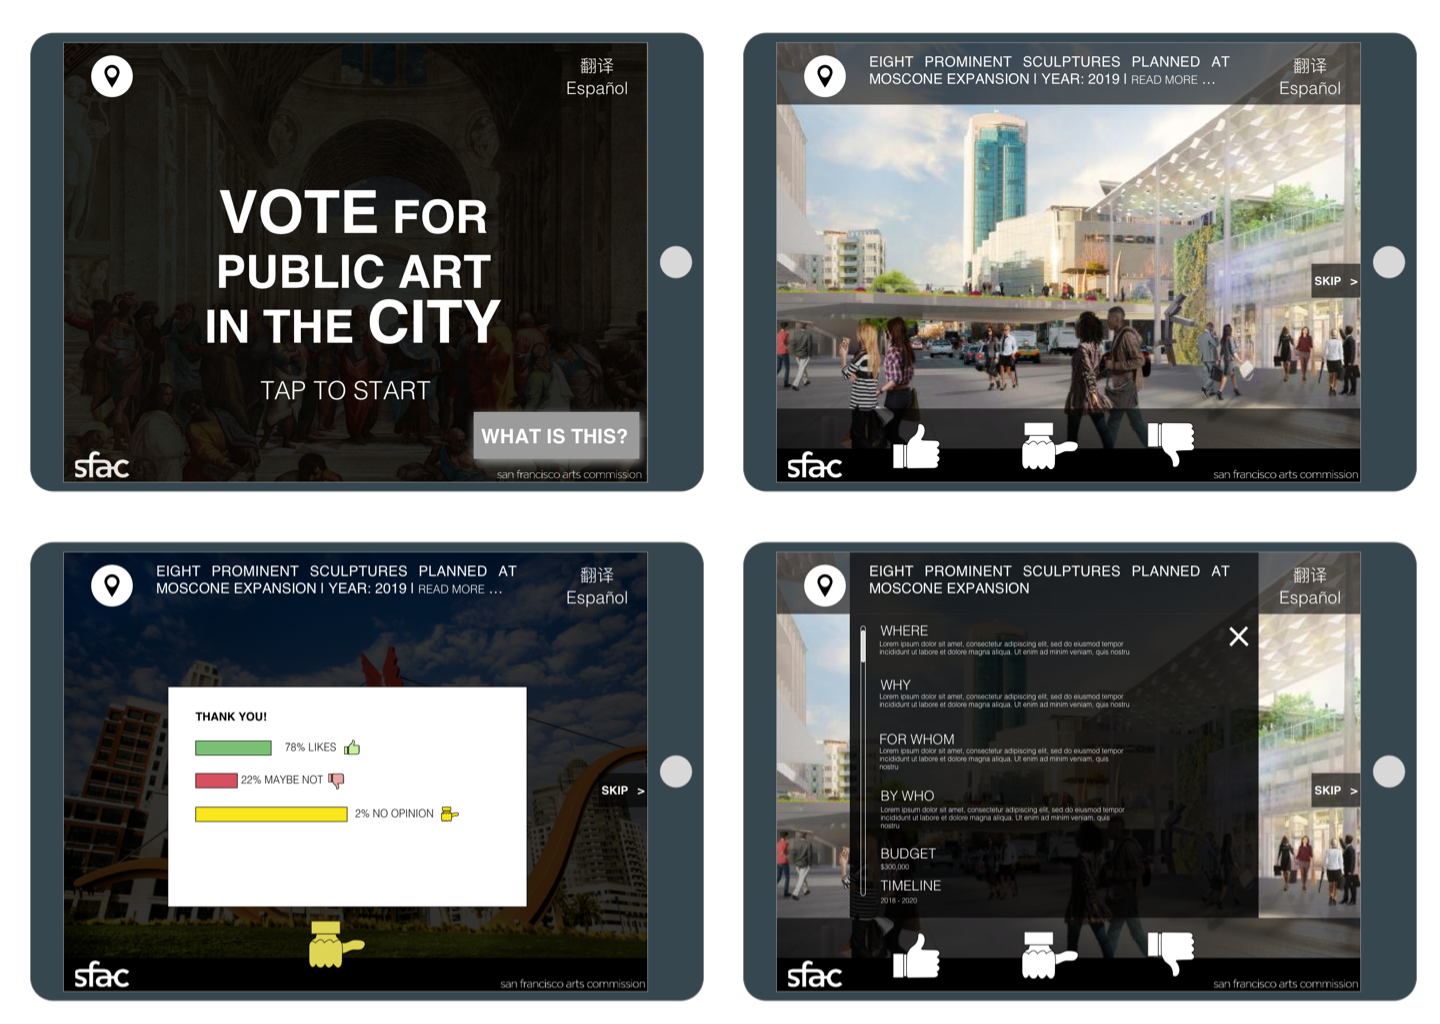 翻译
Español
VOTE FOR
PUBLIC ART
IN THE CITY
TAP TO START
WHAT IS THIS?
sfac
san francisco arts commission
EIGHT PROMINENT SCULPTURES PLANNED AT
MOSCONE EXPANSION | YEAR: 2019 | READ MORE ...
翻译
Español
SKIP >
sfac
san francisco arts commission
EIGHT PROMINENT SCULPTURES PLANNED AT
MOSCONE EXPANSION | YEAR: 2019 | READ MORE ...
翻译
Español
THANK YOU!
78% LIKES
22% MAYBE NOT
2% NO OPINION
SKIP >
sfac
san francisco arts commission
EIGHT PROMINENT SCULPTURES PLANNED AT
MOSCONE EXPANSION
翻译
Español
WHERE
Lorem ipsum dolor sit amet, consectetur adipiscing elit, sed do eiusmod tempor
incididunt ut labore et dolore magna aliqua. Ut enim ad minim veniam, quis nostru
WHY
Lorem ipsum dolor sit amet, consectetur adipiscing elit, sed do eiusmod tempor
incididunt ut labore et dolore magna aliqua. Ut enim ad minim veniam, quis nostru
FOR WHOM
Lorem ipsum dolor sit amet, consectetur adipiscing elit, sed do eiusmod tempor
incididunt ut labore et dolore magna aliqua. Ut enim ad minim veniam, quis
nostru
BY WHO
Lorem ipsum dolor sit amet, consectetur adipiscing elit, sed do eiusmod tempor
incididunt ut labore et dolore magna aliqua. Ut enim ad minim veniam, quis
nostru
BUDGET
$300,000
TIMELINE
2018 - 2020
SKIP >
sfac
san francisco arts commission